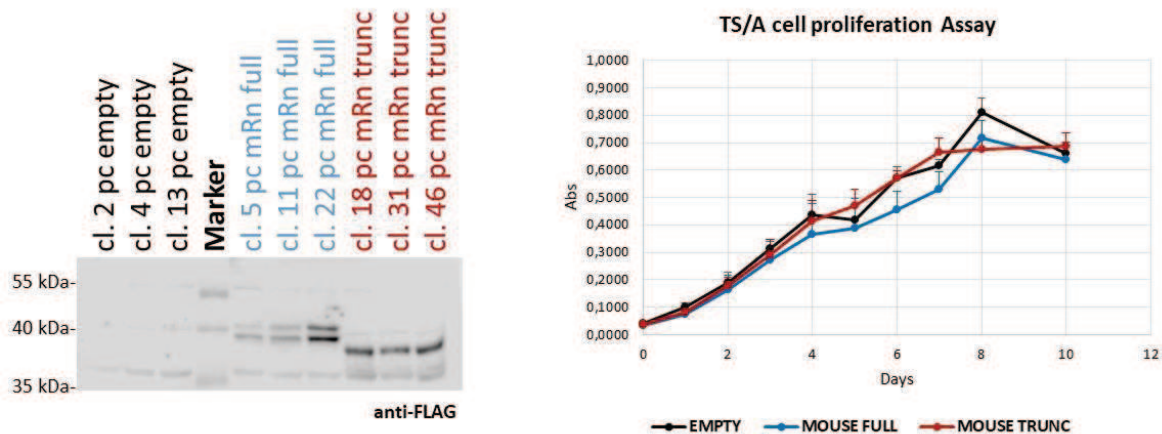 cl. 2 pc empty
cl. 4 pc empty
cl. 13 pc empty
Marker
cl. 5 pc mRn full
cl. 11 pc mRn full
cl. 22 pc mRn full
cl. 18 pc mRn trunc
cl. 31 pc mRn trunc
cl. 46 pc mRn trunc
55 kDa-
40 kDa-
35 kDa-
anti-FLAG
TS/A cell proliferation Assay
1,0000
0,9000
0,8000
0,7000
0,6000
0,5000
0,4000
0,3000
0,2000
0,1000
0,0000
Abs
0 2 4 6 8 10 12
Days
EMPTY MOUSE FULL MOUSE TRUNC